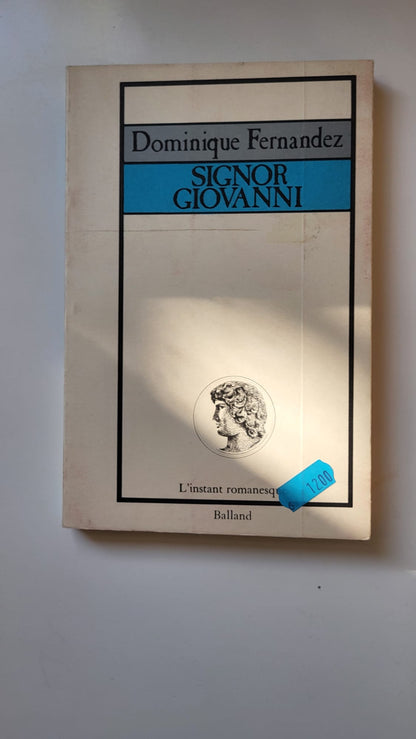 Dominique Fernandez
SIGNOR
GIOVANNI
L'instant romanesq
1200
Balland